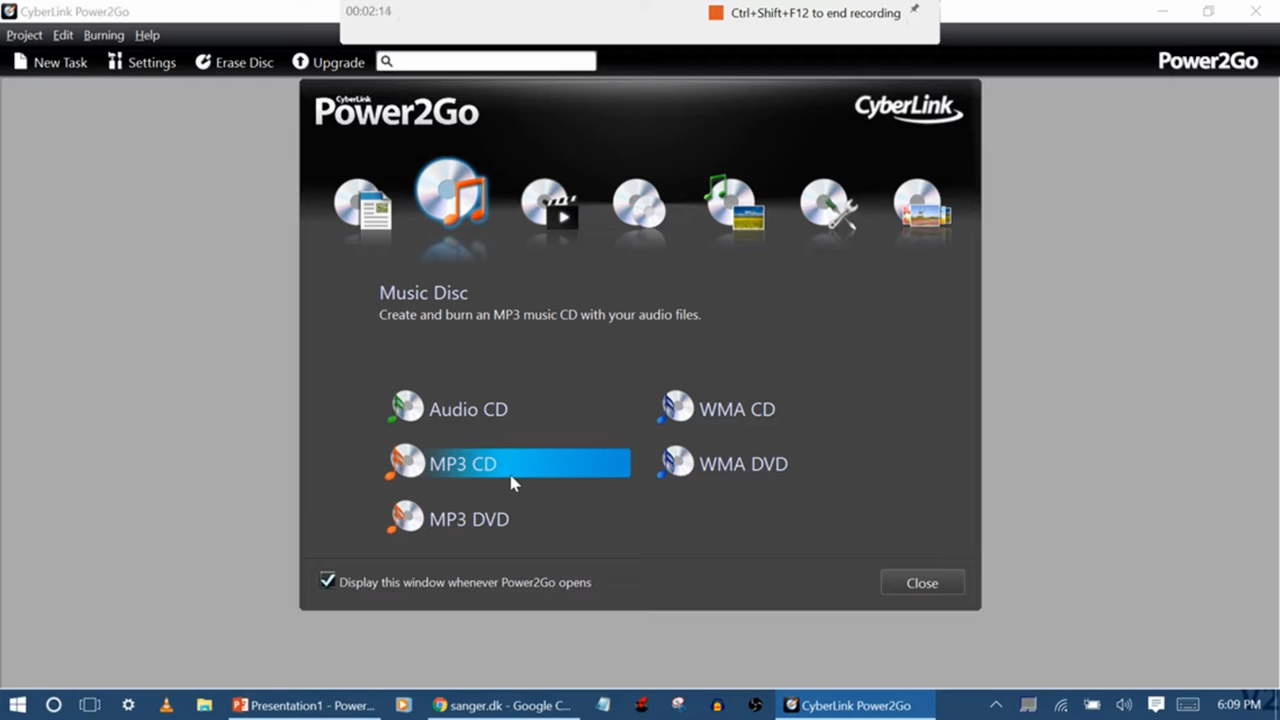 CyberLink Power2Go
00:02:14
Ctrl+Shift+F12 to end recording
Project Edit Burning Help
New Task Settings Erase Disc Upgrade
Power2Go
CyberLink
Power2Go
CyberLink
Music Disc
Create and burn an MP3 music CD with your audio files.
Audio CD WMA CD
MP3 CD WMA DVD
MP3 DVD
Display this window whenever Power2Go opens
Close
Presentation1 - Power... sanger.dk - Google C... CyberLink Power2Go 6:09 PM